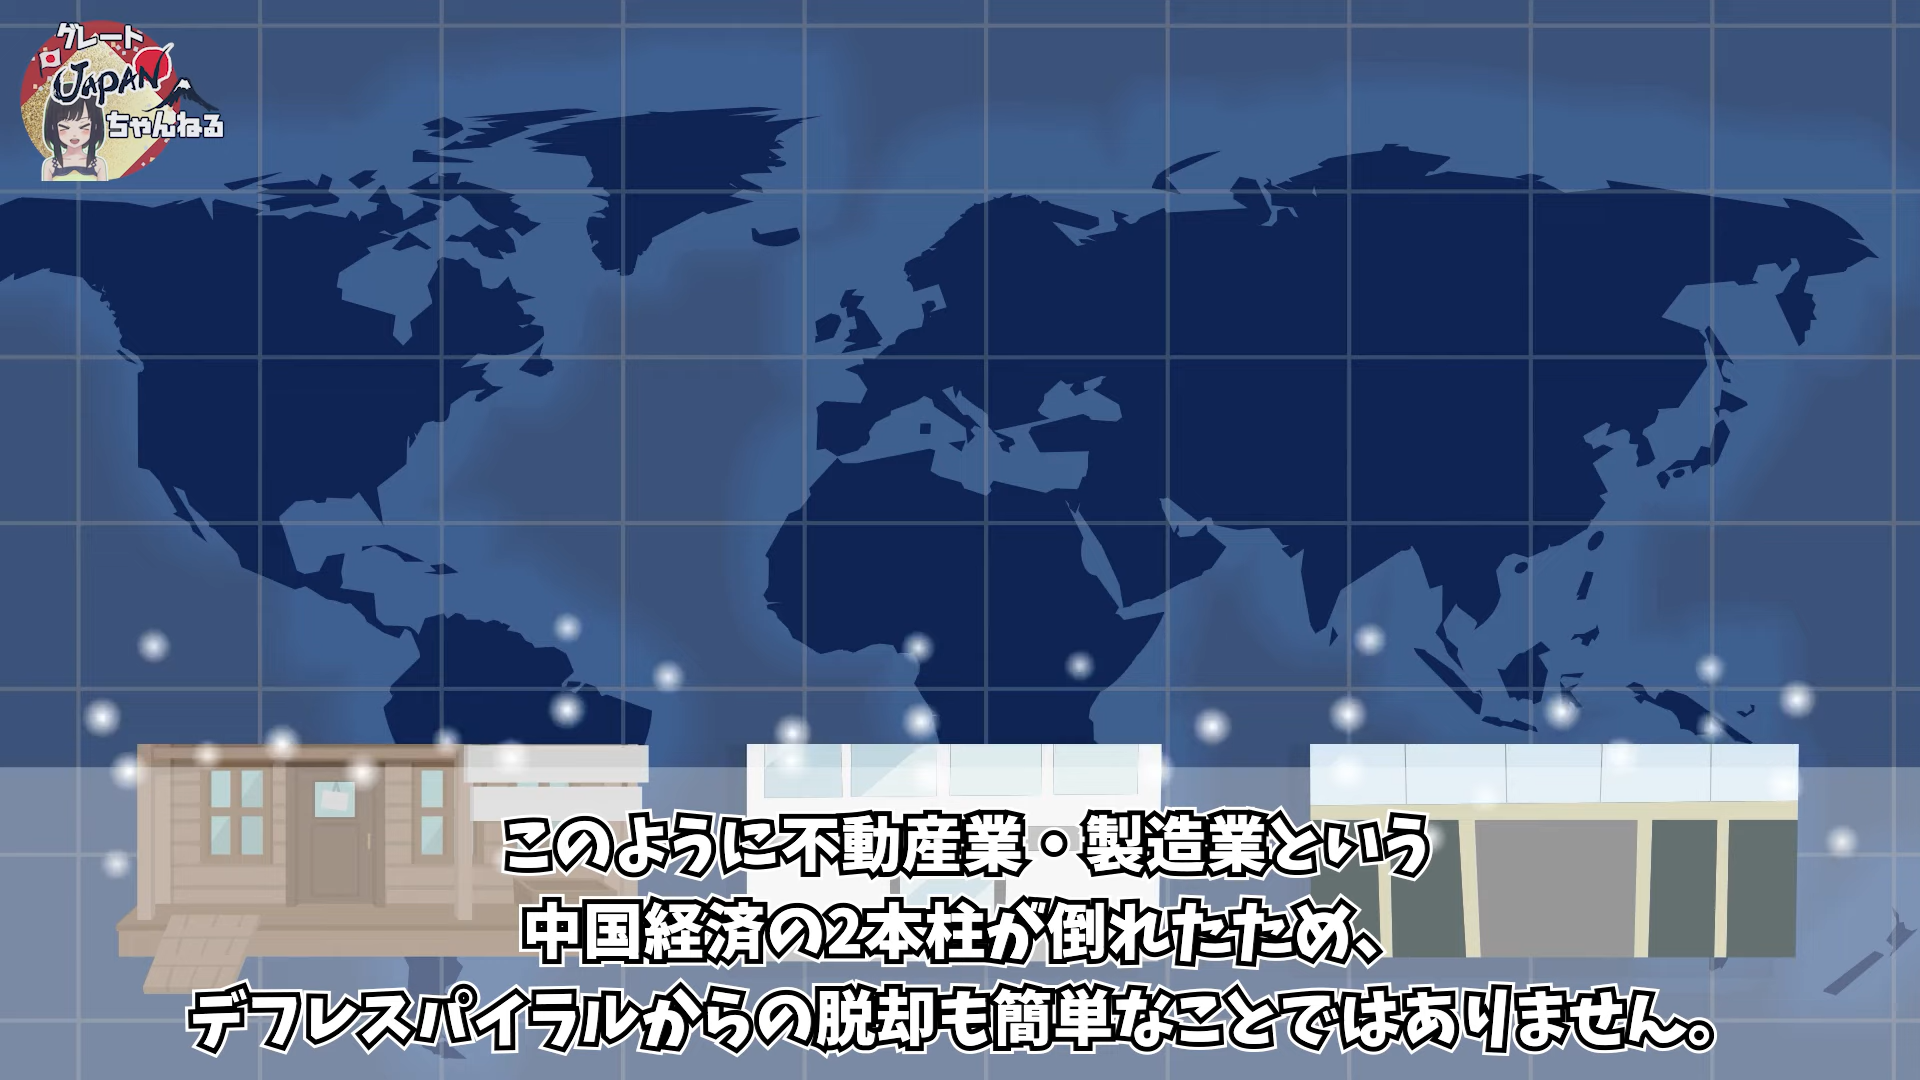 グレート
JAPAN
ちゃんねる
このように不動産業・製造業という
中国経済の2本柱が倒れたため、
デフレスパイラルからの脱却も簡単なことではありません。